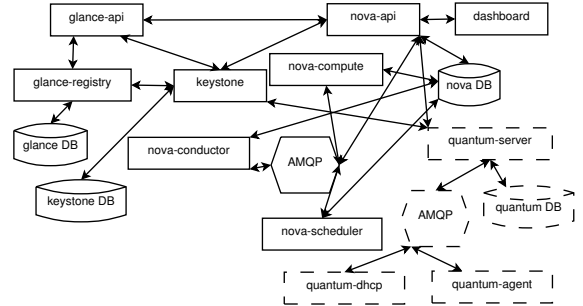 glance-api
nova-api
dashboard
glance-registry
keystone
nova-compute
nova DB
glance DB
nova-conductor
AMQP
quantum-server
keystone DB
AMQP
quantum DB
nova-scheduler
quantum-dhcp
quantum-agent